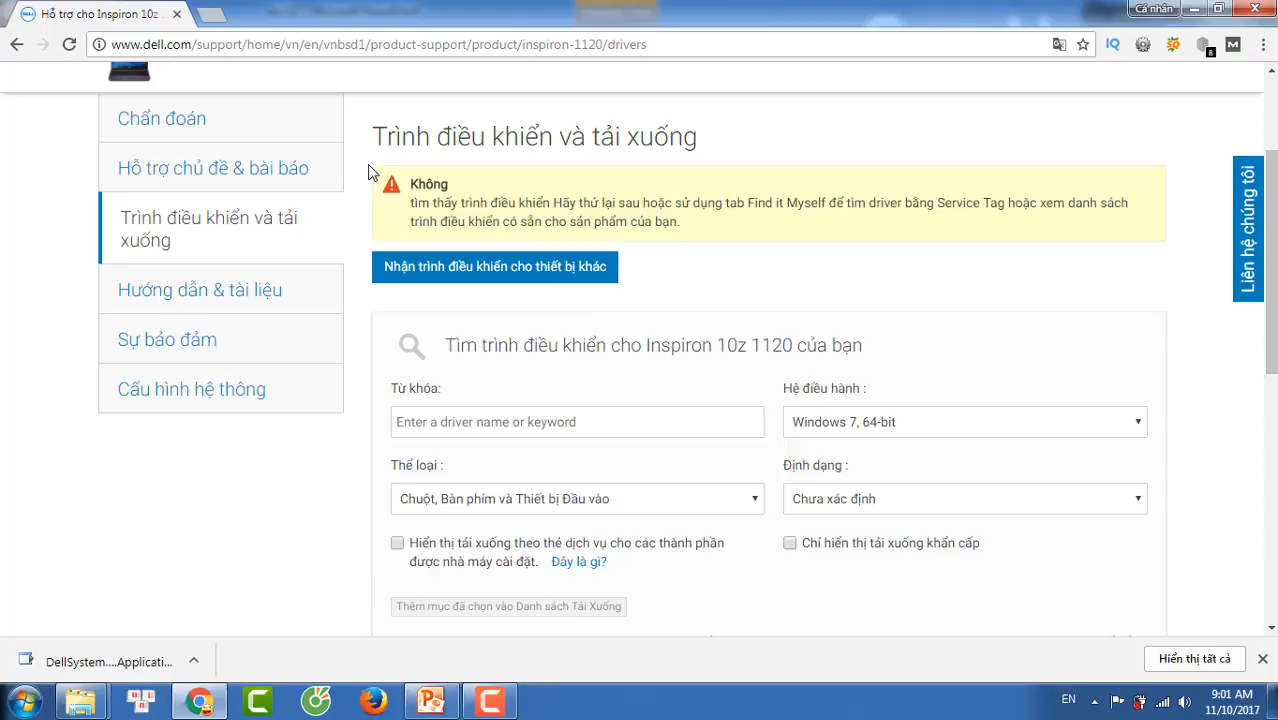 Hỗ trợ cho Inspiron 10z
Cá nhân
www.dell.com/support/home/vn/en/vnbsd1/product-support/product/inspiron-1120/drivers
IQ
8
M
Chẩn đoán
Hỗ trợ chủ đề & bài báo
Trình điều khiển và tải
xuống
Hướng dẫn & tài liệu
Sự bảo đảm
Cấu hình hệ thống
Trình điều khiển và tải xuống
Không
tìm thấy trình điều khiển Hãy thử lại sau hoặc sử dụng tab Find it Myself để tìm driver bằng Service Tag hoặc xem danh sách
trình điều khiển có sẵn cho sản phẩm của bạn.
Nhận trình điều khiển cho thiết bị khác
Liên hệ chúng tôi
Tìm trình điều khiển cho Inspiron 10z 1120 của bạn
Từ khóa:
Hệ điều hành :
Enter a driver name or keyword
Windows 7, 64-bit
Thể loại :
Định dạng :
Chuột, Bàn phím và Thiết bị Đầu vào
Chưa xác định
Hiển thị tải xuống theo thẻ dịch vụ cho các thành phần
được nhà máy cài đặt. Đây là gì?
Chỉ hiển thị tải xuống khẩn cấp
Thêm mục đã chọn vào Danh sách Tải Xuống
DellSystem....Applicati...
Hiển thị tất cả
EN
9:01 AM
11/10/2017